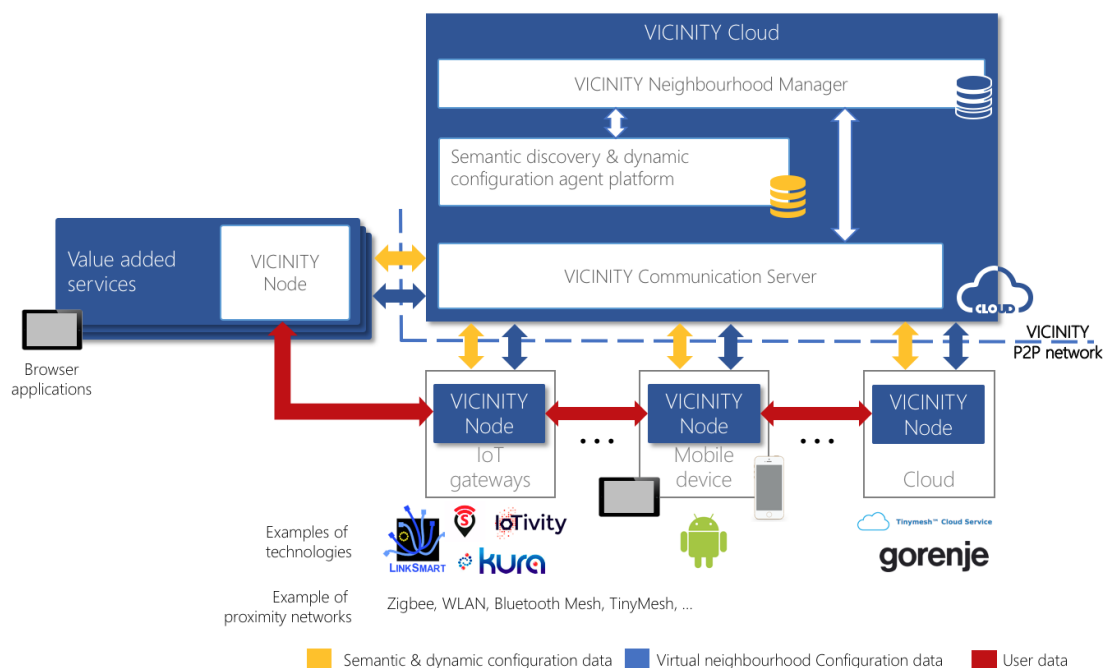 VICINITY Cloud
VICINITY Neighbourhood Manager
Semantic discovery & dynamic
configuration agent platform
VICINITY Communication Server
CLOUD
Value added
services
VICINITY
Node
Browser
applications
VICINITY
P2P network
VICINITY
Node
IoT
gateways
...
VICINITY
Node
Mobile
device
...
VICINITY
Node
Cloud
Examples of
technologies
LINKSMART
S
IoTivity
kura
Tinymesh™ Cloud Service
gorenje
Example of
proximity networks
Zigbee, WLAN, Bluetooth Mesh, TinyMesh, ...
Semantic & dynamic configuration data
Virtual neighbourhood Configuration data
User data